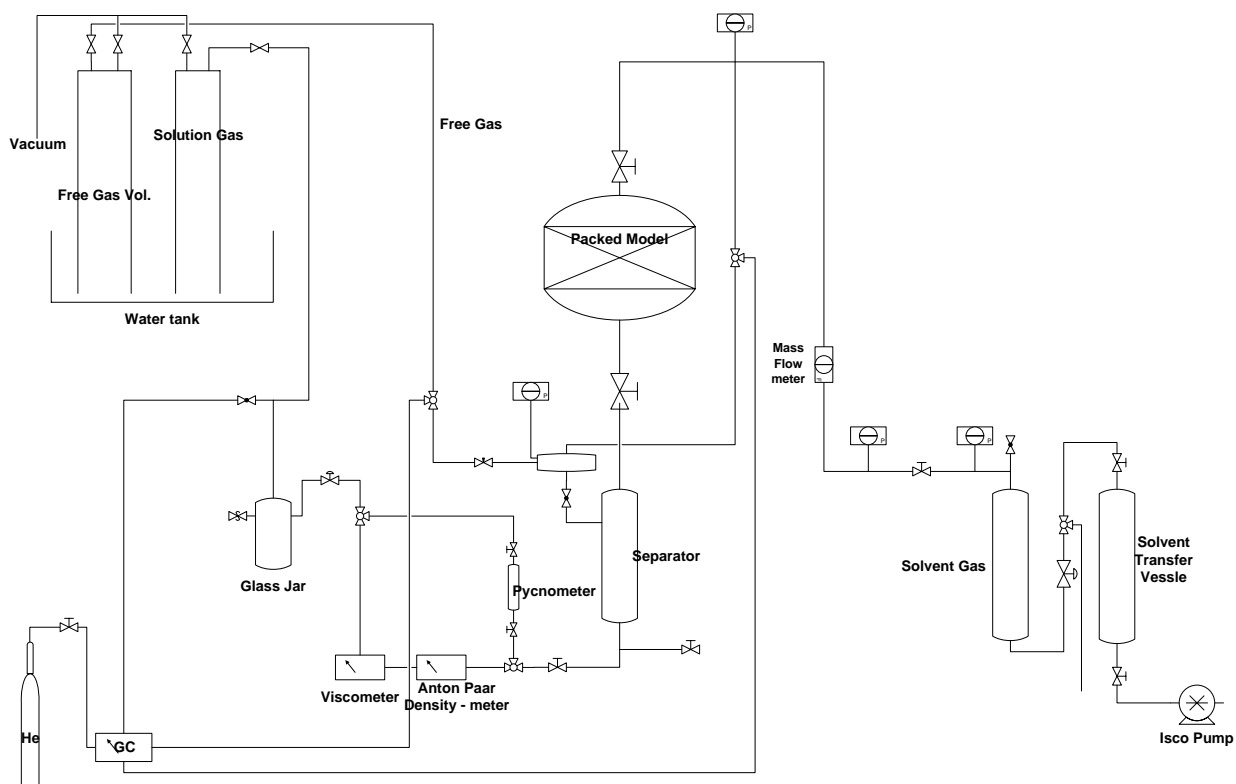 P
Free Gas
Solution Gas
Vacuum
Free Gas Vol.
Packed Model
Water tank
Mass
Flow
meter
P
P
P
Separator
Solvent Gas
Solvent
Transfer
Vessle
Glass Jar
Pycnometer
Viscometer
Anton Paar
Density - meter
He
GC
Isco Pump